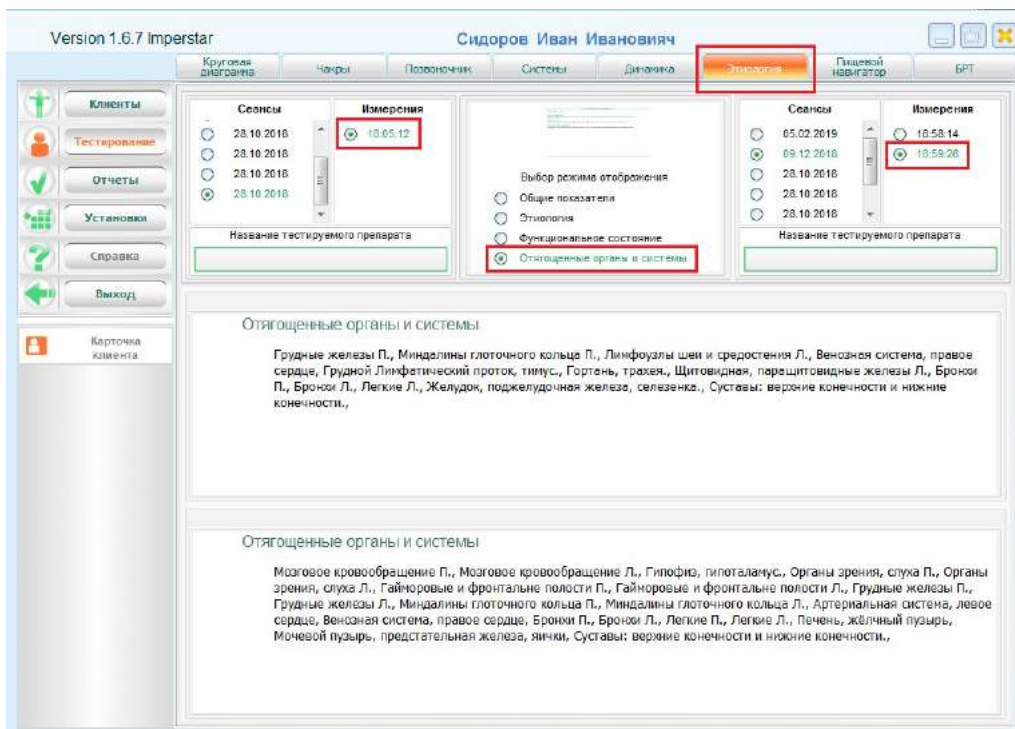 Version 1.6.7 Imperstar
Сидоров Иван Иванович
Круговая диаграмма
Чакры
Позвоночник
Системы
Динамика
Этиология
Пищевой навигатор
БРТ
Клиенты
Тестирование
Отчеты
Установки
Справка
Выход
Карточка клиента
Сеансы
Измерения
28.10.2018
28.10.2018
28.10.2018
28.10.2018
18:05:12
Название тестируемого препарата
Выбор режима отображения
Общие показатели
Этиология
Функциональное состояние
Отягощенные органы и системы
Сеансы
Измерения
05.02.2019
09.12.2018
28.10.2018
28.10.2018
28.10.2018
18:58:14
18:59:28
Название тестируемого препарата
Отягощенные органы и системы
Грудные железы П., Миндалины глоточного кольца П., Лимфоузлы шеи и средостения Л., Венозная система, правое
сердце, Грудной Лимфатический проток, тимус., Гортань, трахея., Щитовидная, паращитовидные железы Л., Бронхи
П., Бронхи Л., Легкие Л., Желудок, поджелудочная железа, селезенка., Суставы: верхние конечности и нижние
конечности.,
Отягощенные органы и системы
Мозговое кровообращение П., Мозговое кровообращение Л., Гипофиз, гипоталамус., Органы зрения, слуха П., Органы
зрения, слуха Л., Гайморовые и фронтальне полости П., Гайморовые и фронтальне полости Л., Грудные железы П.,
Грудные железы Л., Миндалины глоточного кольца П., Миндалины глоточного кольца Л., Артериальная система, левое
сердце, Венозная система, правое сердце, Бронхи П., Бронхи Л., Легкие П., Легкие Л., Печень, жёлчный пузырь,
Мочевой пузырь, предстательная железа, яички, Суставы: верхние конечности и нижние конечности.,